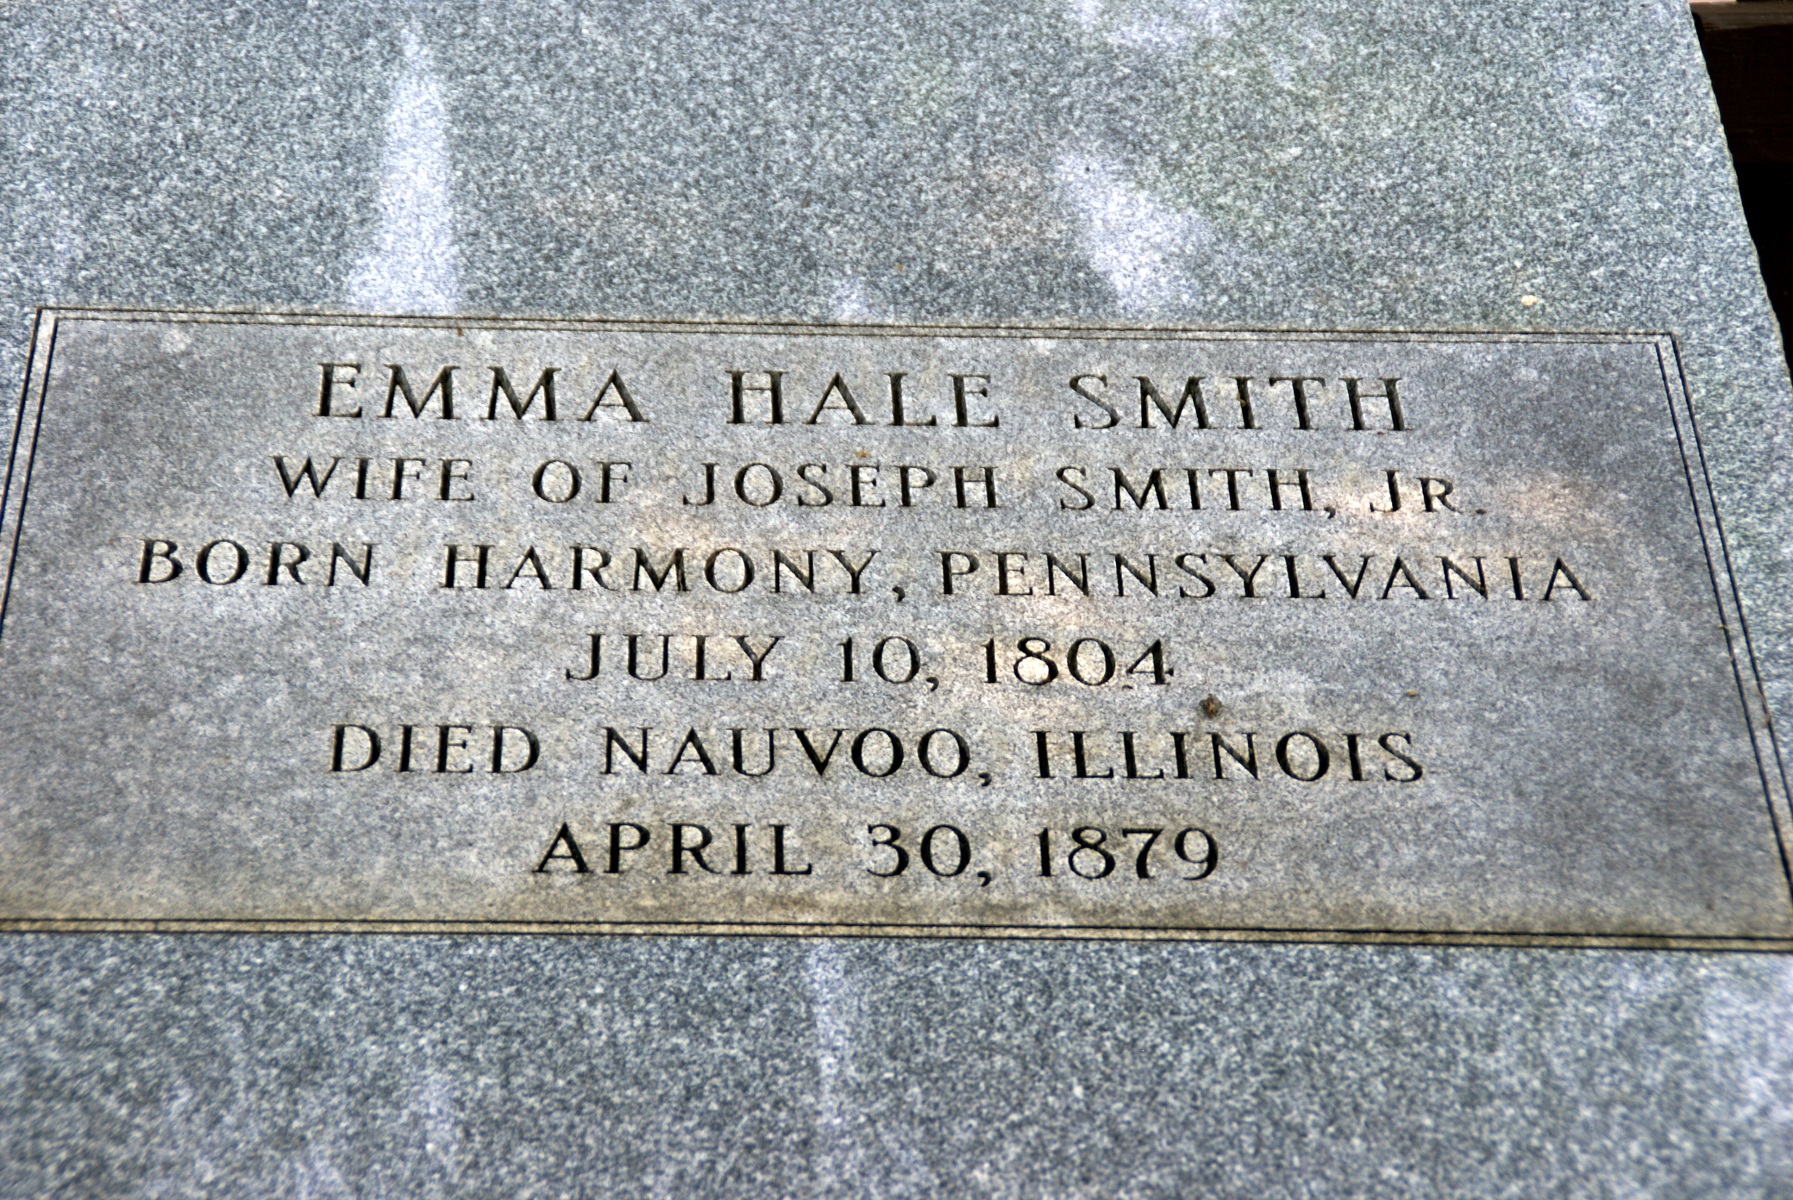 EMMA HALE SMITH
WIFE OF JOSEPH SMITH, JR.
BORN HARMONY, PENNSYLVANIA
JULY 10, 1804
DIED NAUVOO, ILLINOIS
APRIL 30, 1879